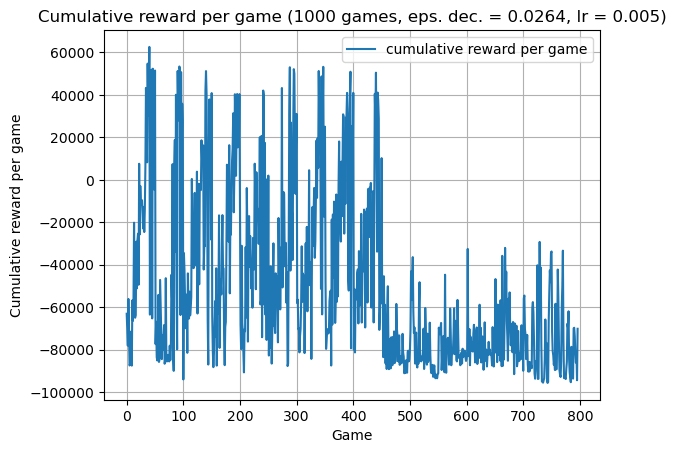 Cumulative reward per game (1000 games, eps. dec. = 0.0264, lr = 0.005)
cumulative reward per game
60000
40000
20000
0
−20000
−40000
−60000
−80000
−100000
Cumulative reward per game
0 100 200 300 400 500 600 700 800
Game